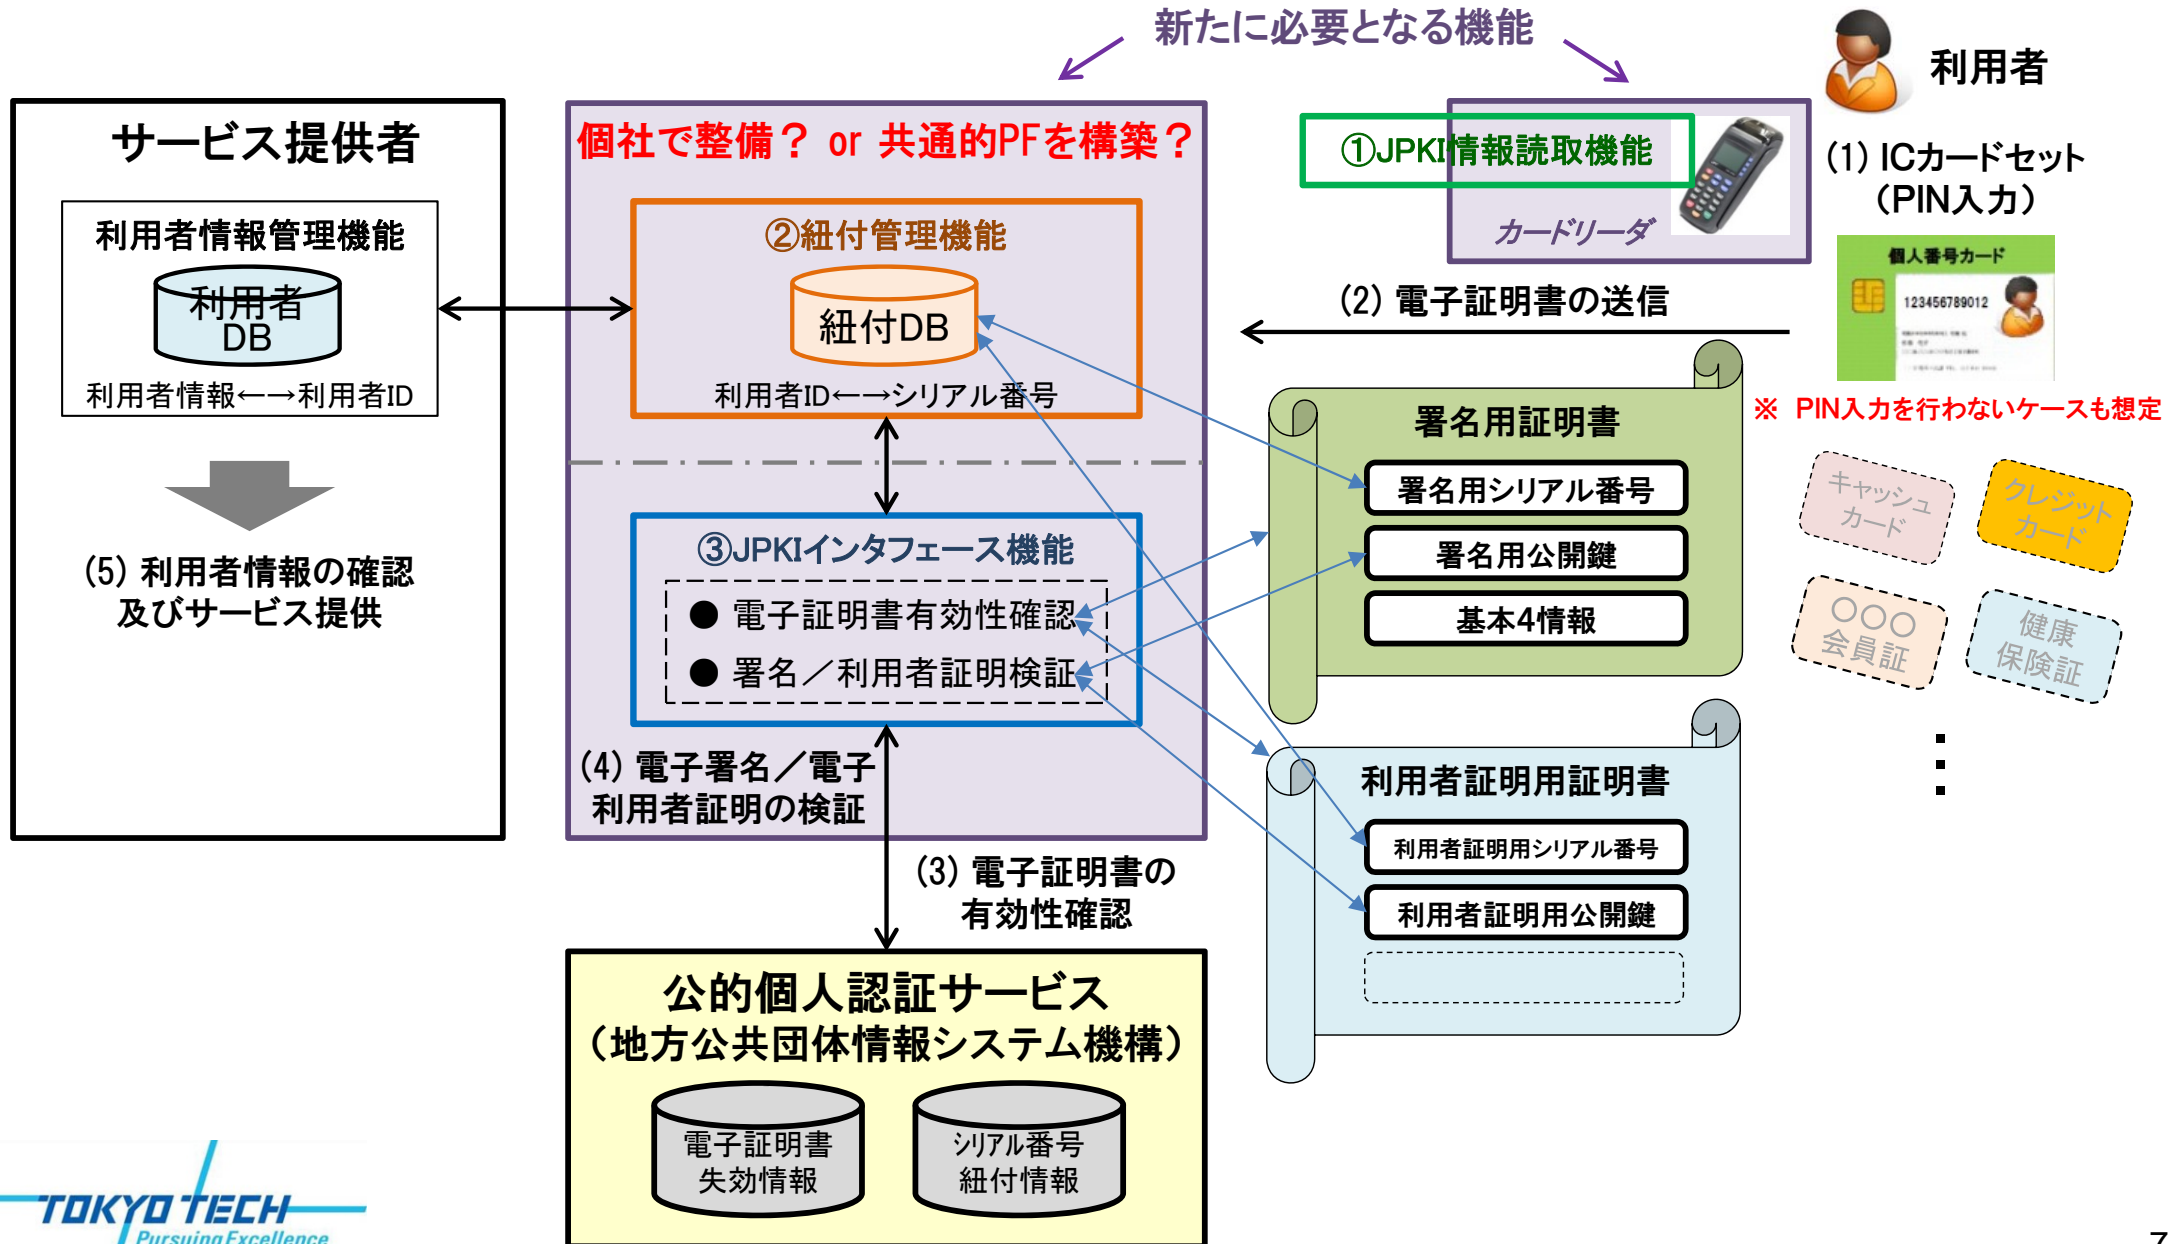 新たに必要となる機能
利用者
サービス提供者
利用者情報管理機能
利用者
DB
利用者情報←→利用者ID
(5) 利用者情報の確認
及びサービス提供
個社で整備？ or 共通的PFを構築？
②紐付管理機能
紐付DB
利用者ID←→シリアル番号
③JPKIインタフェース機能
● 電子証明書有効性確認
● 署名／利用者証明検証
(4) 電子署名／電子
利用者証明の検証
(3) 電子証明書の
有効性確認
公的個人認証サービス
（地方公共団体情報システム機構）
電子証明書
失効情報
シリアル番号
紐付情報
①JPKI情報読取機能
カードリーダ
(1) ICカードセット
（PIN入力）
個人番号カード
123456789012
(2) 電子証明書の送信
※ PIN入力を行わないケースも想定
署名用証明書
署名用シリアル番号
署名用公開鍵
基本4情報
利用者証明用証明書
利用者証明用シリアル番号
利用者証明用公開鍵
キャッシュ
カード
クレジット
カード
〇〇〇
会員証
健康
保険証
TOKYO TECH
Pursuing Excellence
7